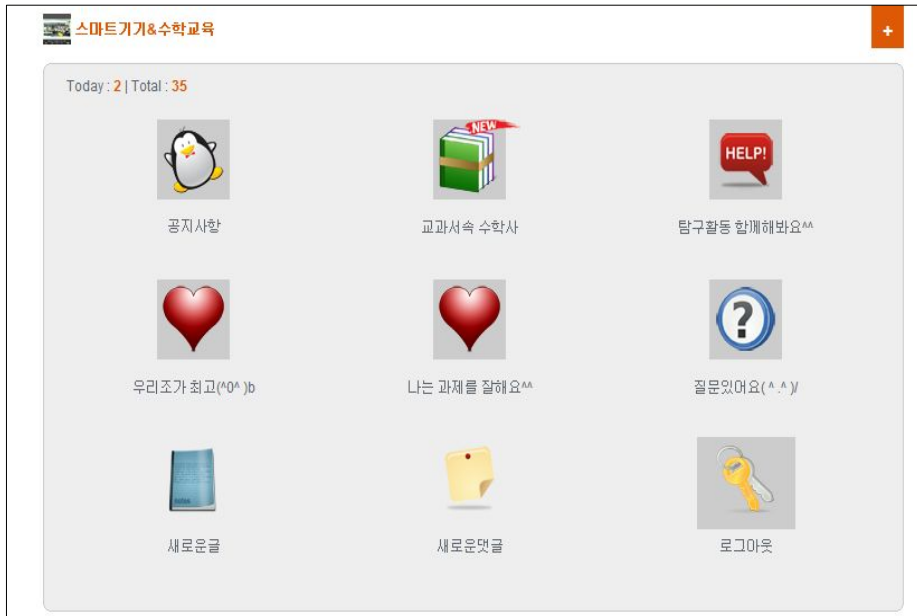 스마트기기&수학교육
+
Today : 2 | Total : 35
NEW
HELP!
공지사항
교과서속 수학사
탐구활동 함께해봐요^^
?
우리조가 최고(^0^ )b
나는 과제를 잘해요^^
질문있어요( ^ .^ )/
새로운글
새로운댓글
로그아웃